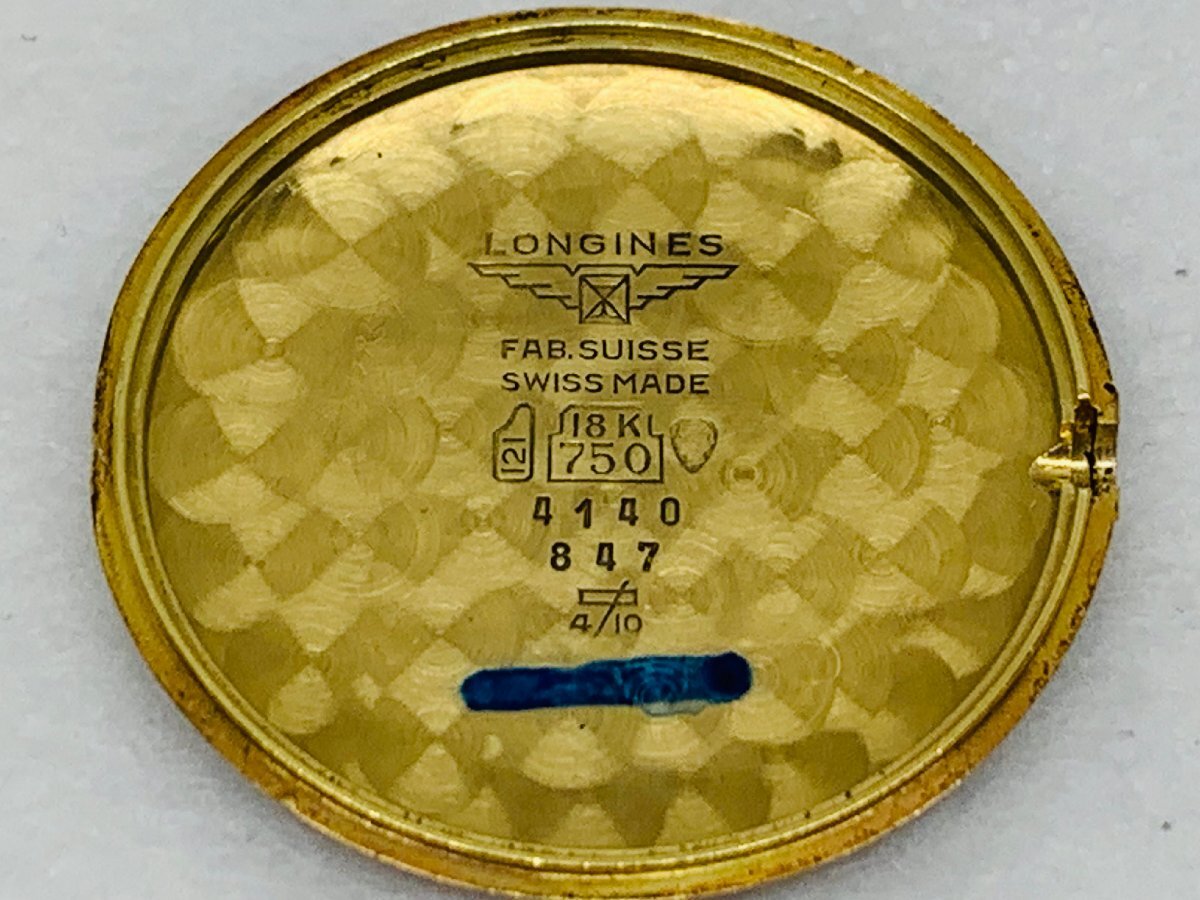 LONGINES
FAB. SUISSE
SWISS MADE
121
18 K
750
4140
847
4/10